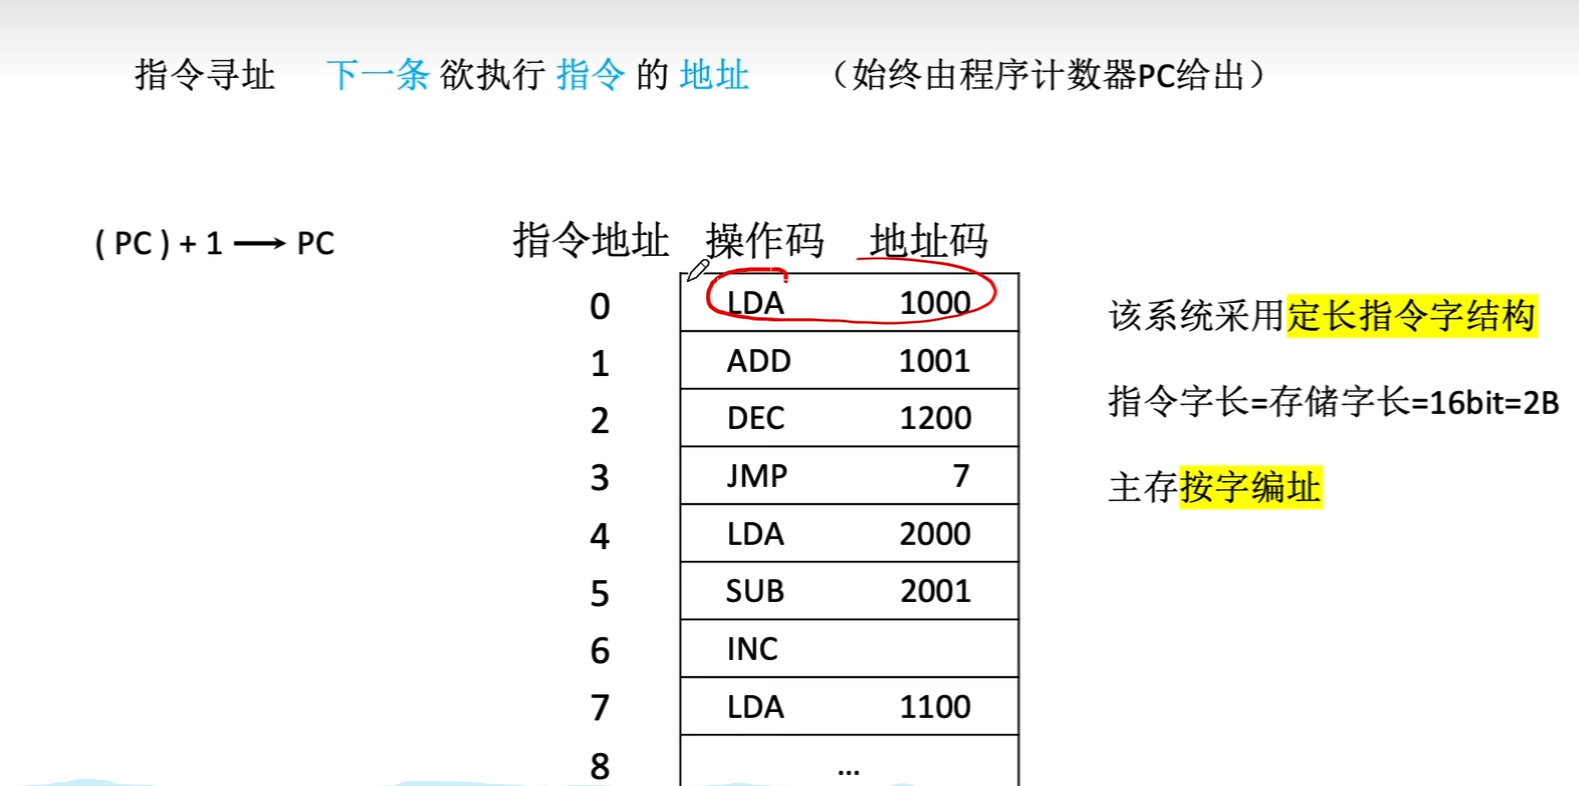 指令寻址 下一条 欲执行 指令 的 地址 （始终由程序计数器PC给出）
( PC ) + 1 ⟶ PC
指令地址 操作码 地址码
0 LDA 1000
1 ADD 1001
2 DEC 1200
3 JMP 7
4 LDA 2000
5 SUB 2001
6 INC
7 LDA 1100
8 ...
该系统采用定长指令字结构
指令字长=存储字长=16bit=2B
主存按字编址